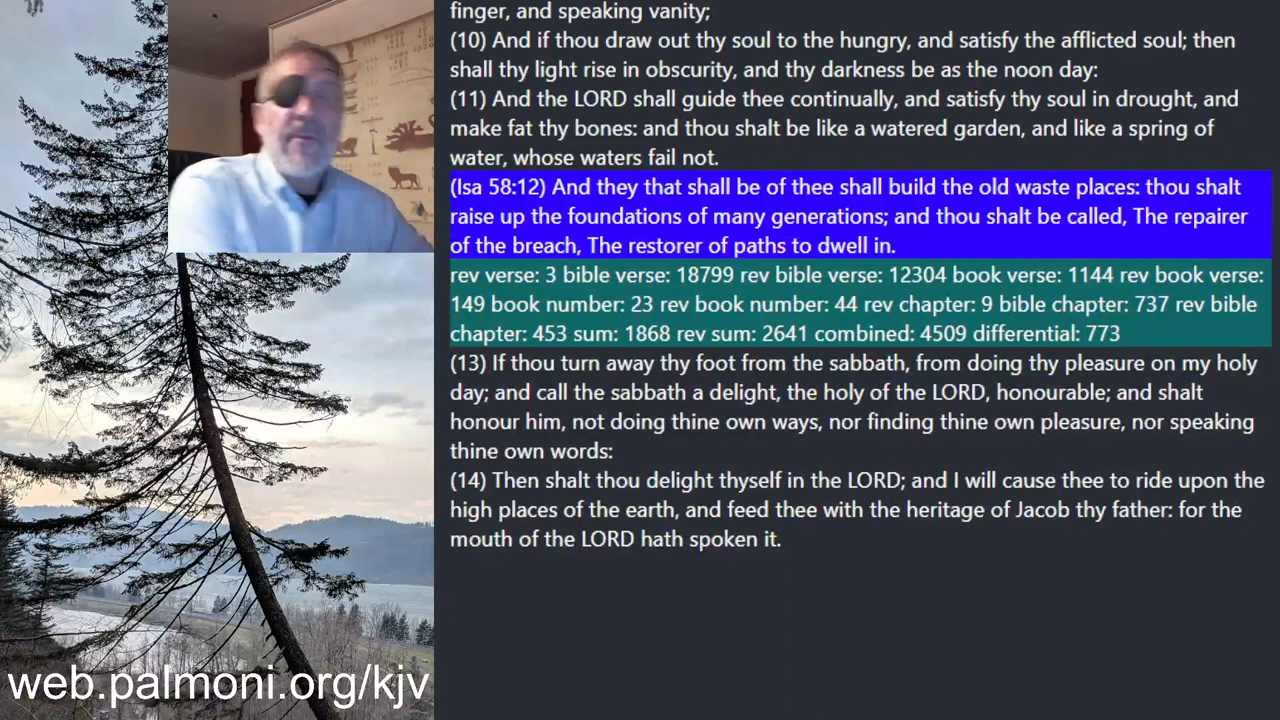 finger, and speaking vanity;
(10) And if thou draw out thy soul to the hungry, and satisfy the afflicted soul; then
shall thy light rise in obscurity, and thy darkness be as the noon day:
(11) And the LORD shall guide thee continually, and satisfy thy soul in drought, and
make fat thy bones: and thou shalt be like a watered garden, and like a spring of
water, whose waters fail not.
(Isa 58:12) And they that shall be of thee shall build the old waste places: thou shalt
raise up the foundations of many generations; and thou shalt be called, The repairer
of the breach, The restorer of paths to dwell in.
rev verse: 3 bible verse: 18799 rev bible verse: 12304 book verse: 1144 rev book verse:
149 book number: 23 rev book number: 44 rev chapter: 9 bible chapter: 737 rev bible
chapter: 453 sum: 1868 rev sum: 2641 combined: 4509 differential: 773
(13) If thou turn away thy foot from the sabbath, from doing thy pleasure on my holy
day; and call the sabbath a delight, the holy of the LORD, honourable; and shalt
honour him, not doing thine own ways, nor finding thine own pleasure, nor speaking
thine own words:
(14) Then shalt thou delight thyself in the LORD; and I will cause thee to ride upon the
high places of the earth, and feed thee with the heritage of Jacob thy father: for the
mouth of the LORD hath spoken it.
web.palmoni.org/kjv